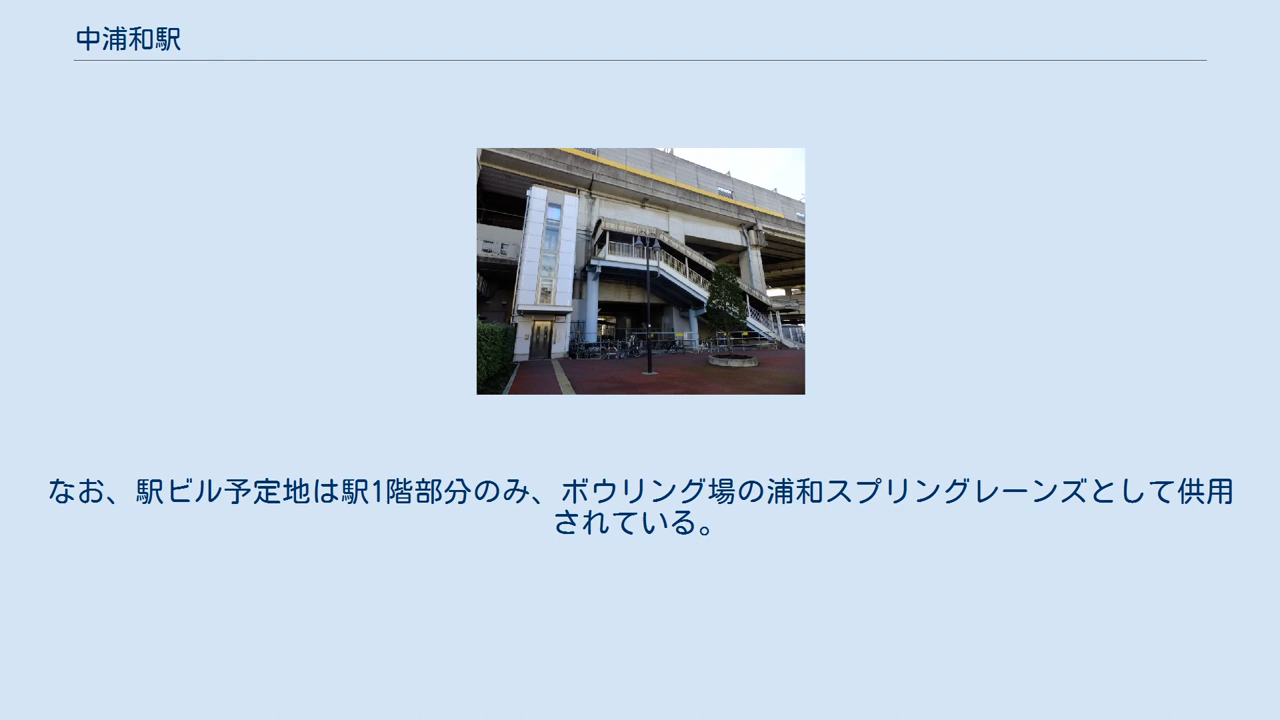 中浦和駅
なお、駅ビル予定地は駅1階部分のみ、ボウリング場の浦和スプリングレーンズとして供用
されている。